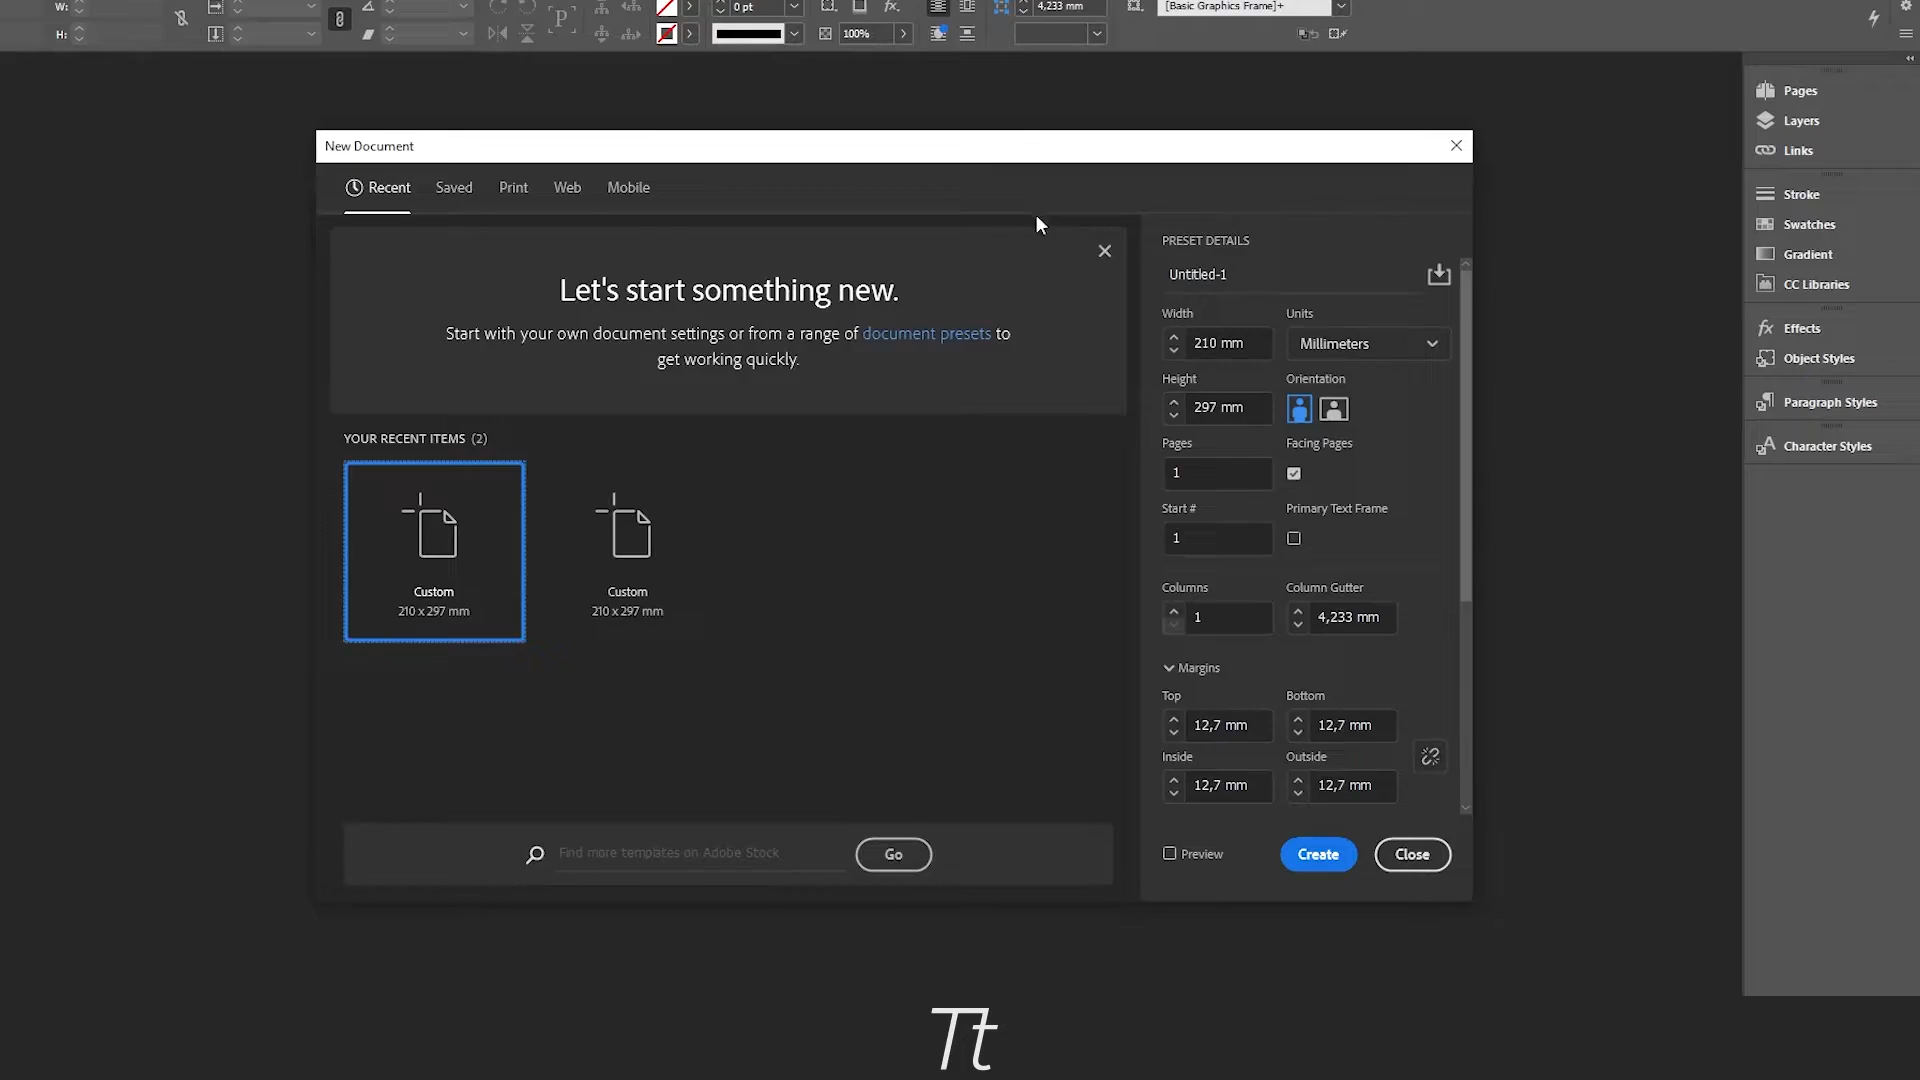 W:
0 pt
4,233 mm
[Basic Graphics Frame]+
H:
P
100%
fx.
Pages
Layers
Links
Stroke
Swatches
Gradient
CC Libraries
fx Effects
Object Styles
Paragraph Styles
A Character Styles
New Document
Recent Saved Print Web Mobile
Let's start something new.
Start with your own document settings or from a range of document presets to
get working quickly.
YOUR RECENT ITEMS (2)
Custom
210 x 297 mm
Custom
210 x 297 mm
Find more templates on Adobe Stock
Go
PRESET DETAILS
Untitled-1
Width Units
210 mm Millimeters
Height Orientation
297 mm
Pages Facing Pages
1
Start # Primary Text Frame
1
Columns Column Gutter
1 4,233 mm
Margins
Top Bottom
12,7 mm 12,7 mm
Inside Outside
12,7 mm 12,7 mm
Preview Create Close
Tt